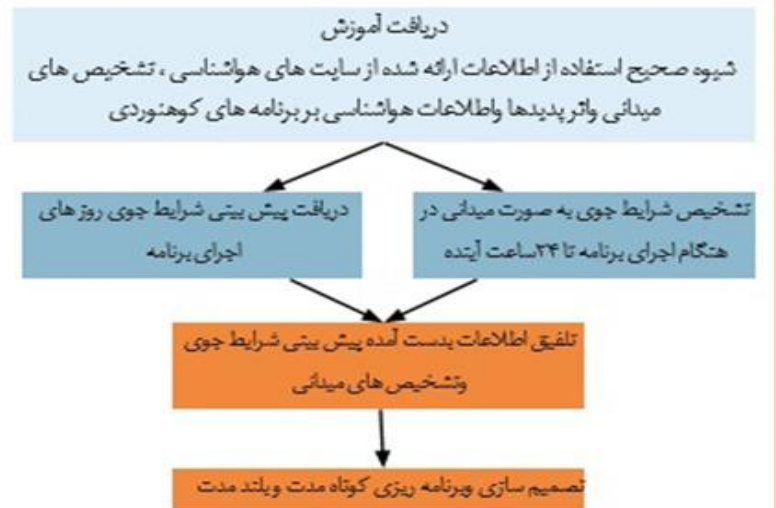 دریافت آموزش
شیوه صحیح استفاده از اطلاعات ارائه شده از سایت های هواشناسی ، تشخیص های
میدانی واثر پدیدها واطلاعات هواشناسی بر برنامه های کوهنوردی
تشخیص شرایط جوی به صورت میدانی در
هنگام اجرای برنامه تا ۲۴ساعت آینده
دریافت پیش بینی شرایط جوی روز های
اجرای برنامه
تلفیق اطلاعات بدست آمده پیش بینی شرایط جوی
وتشخیص های میدانی
تصمیم سازی وبرنامه ریزی کوتاه مدت وبلند مدت